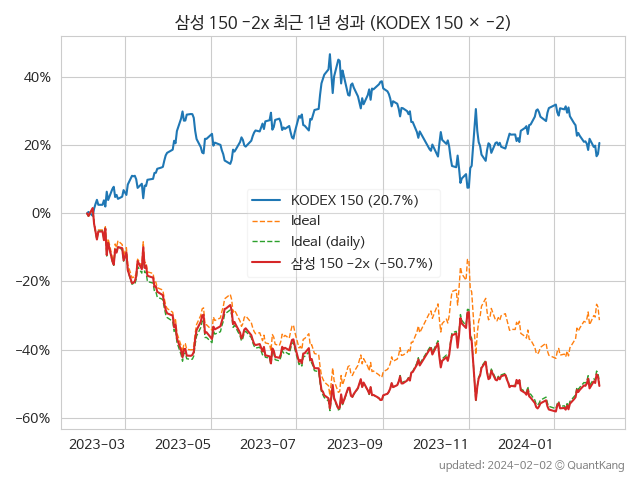 삼성 150 −2x 최근 1년 성과 (KODEX 150 × −2)
40%
20%
0%
−20%
−40%
−60%
KODEX 150 (20.7%)
Ideal
Ideal (daily)
삼성 150 −2x (−50.7%)
2023−03
2023−05
2023−07
2023−09
2023−11
2024−01
updated: 2024−02−02 © QuantKang